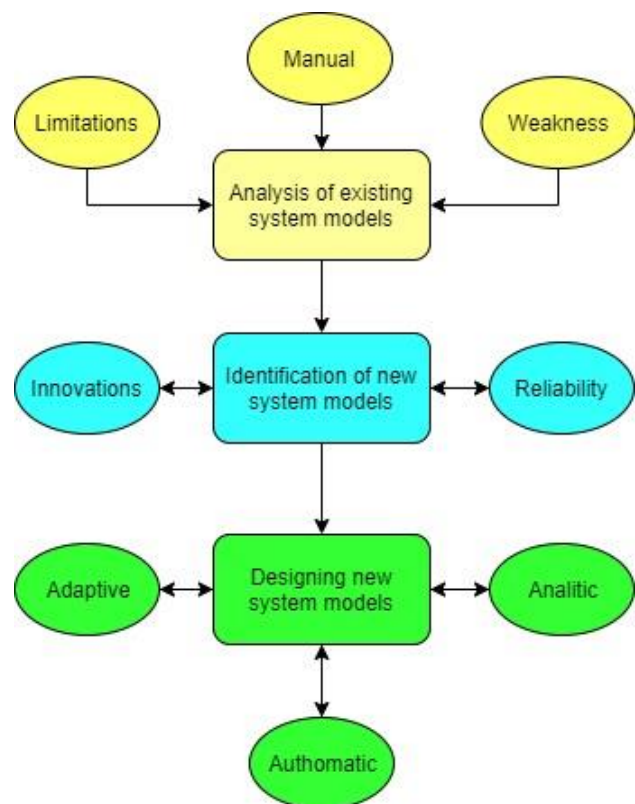 Manual
Limitations
Weakness
Analysis of existing
system models
Innovations
Identification of new
system models
Reliability
Adaptive
Designing new
system models
Analitic
Authomatic